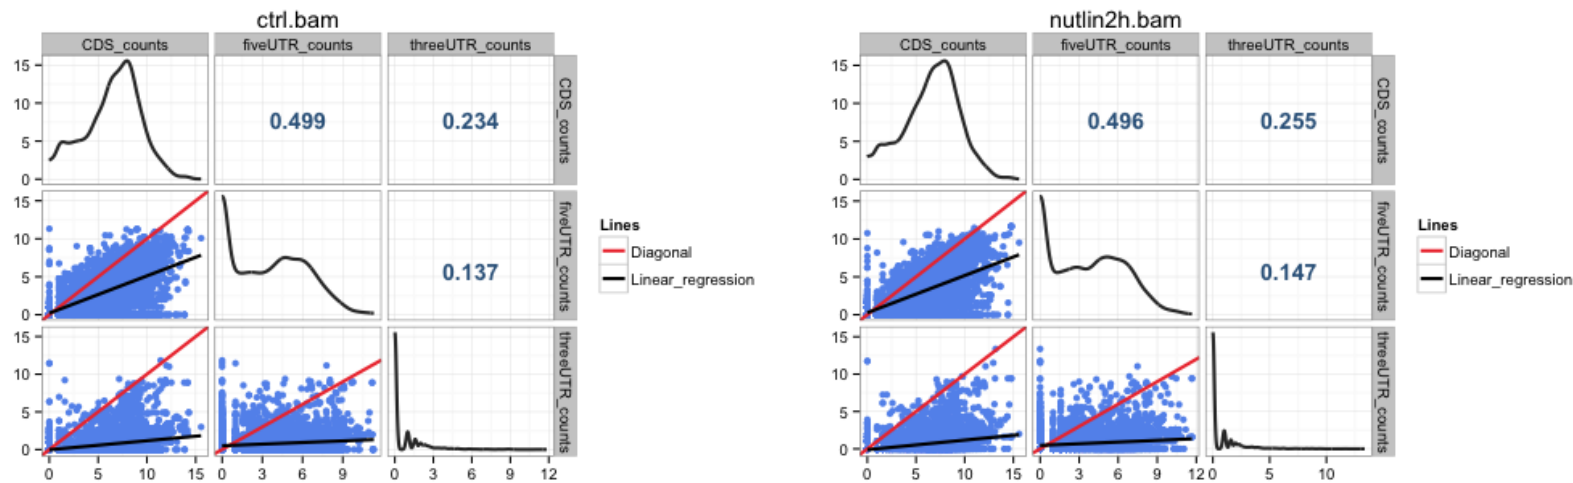 ctrl.bam
CDS_counts fiveUTR_counts threeUTR_counts
15
10
5
0
0.499 0.234
CDS_counts
15
10
5
0
0.137
fiveUTR_counts
15
10
5
0
threeUTR_counts
0 5 10 15 0 3 6 9 0 3 6 9 12
Lines
Diagonal
Linear_regression
nutlin2h.bam
CDS_counts fiveUTR_counts threeUTR_counts
15
10
5
0
0.496 0.255
CDS_counts
15
10
5
0
0.147
fiveUTR_counts
15
10
5
0
threeUTR_counts
0 5 10 15 0 3 6 9 12 0 5 10
Lines
Diagonal
Linear_regression